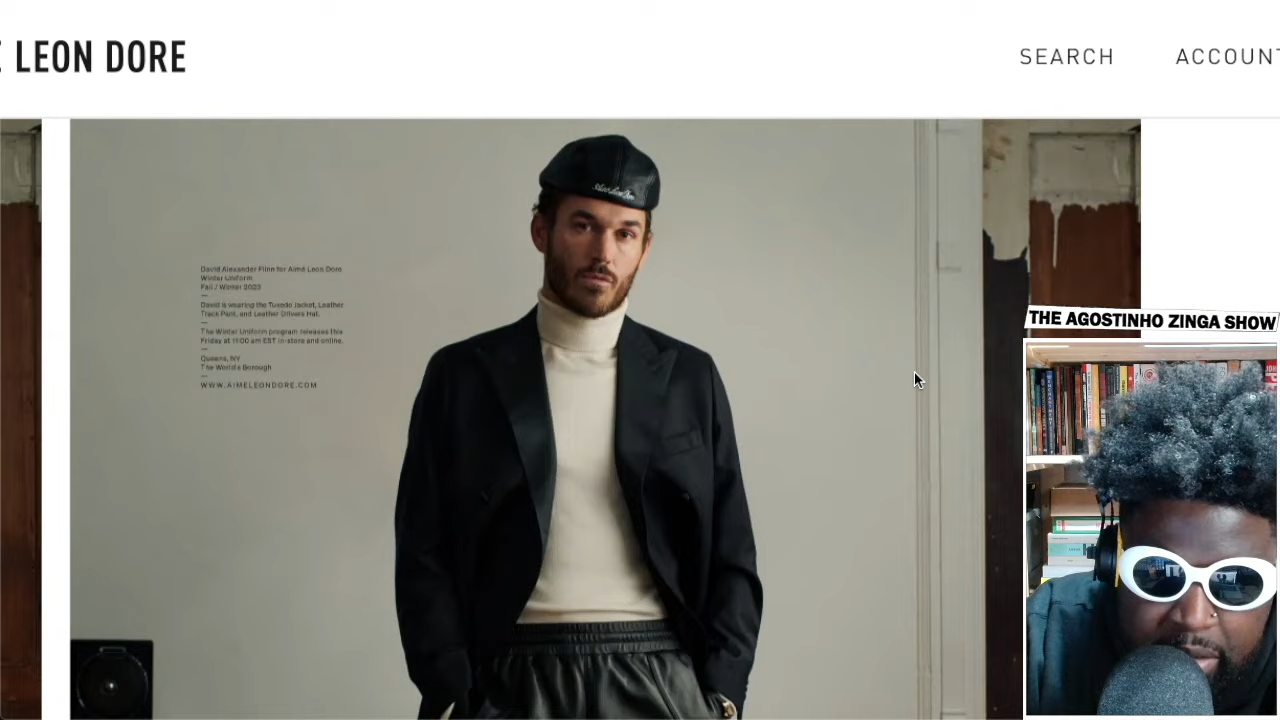 LEON DORE
SEARCH
ACCOUNT
David Alexander Flinn for Aimé Leon Dore
Winter Uniform
Fall / Winter 2023
—
David is wearing the Tuxedo Jacket, Leather
Track Pant, and Leather Drivers Hat.
—
The Winter Uniform program releases this
Friday at 11:00 am EST in-store and online.
—
Queens, NY
The World's Borough
—
WWW.AIMELEONDORE.COM
THE AGOSTINHO ZINGA SHOW